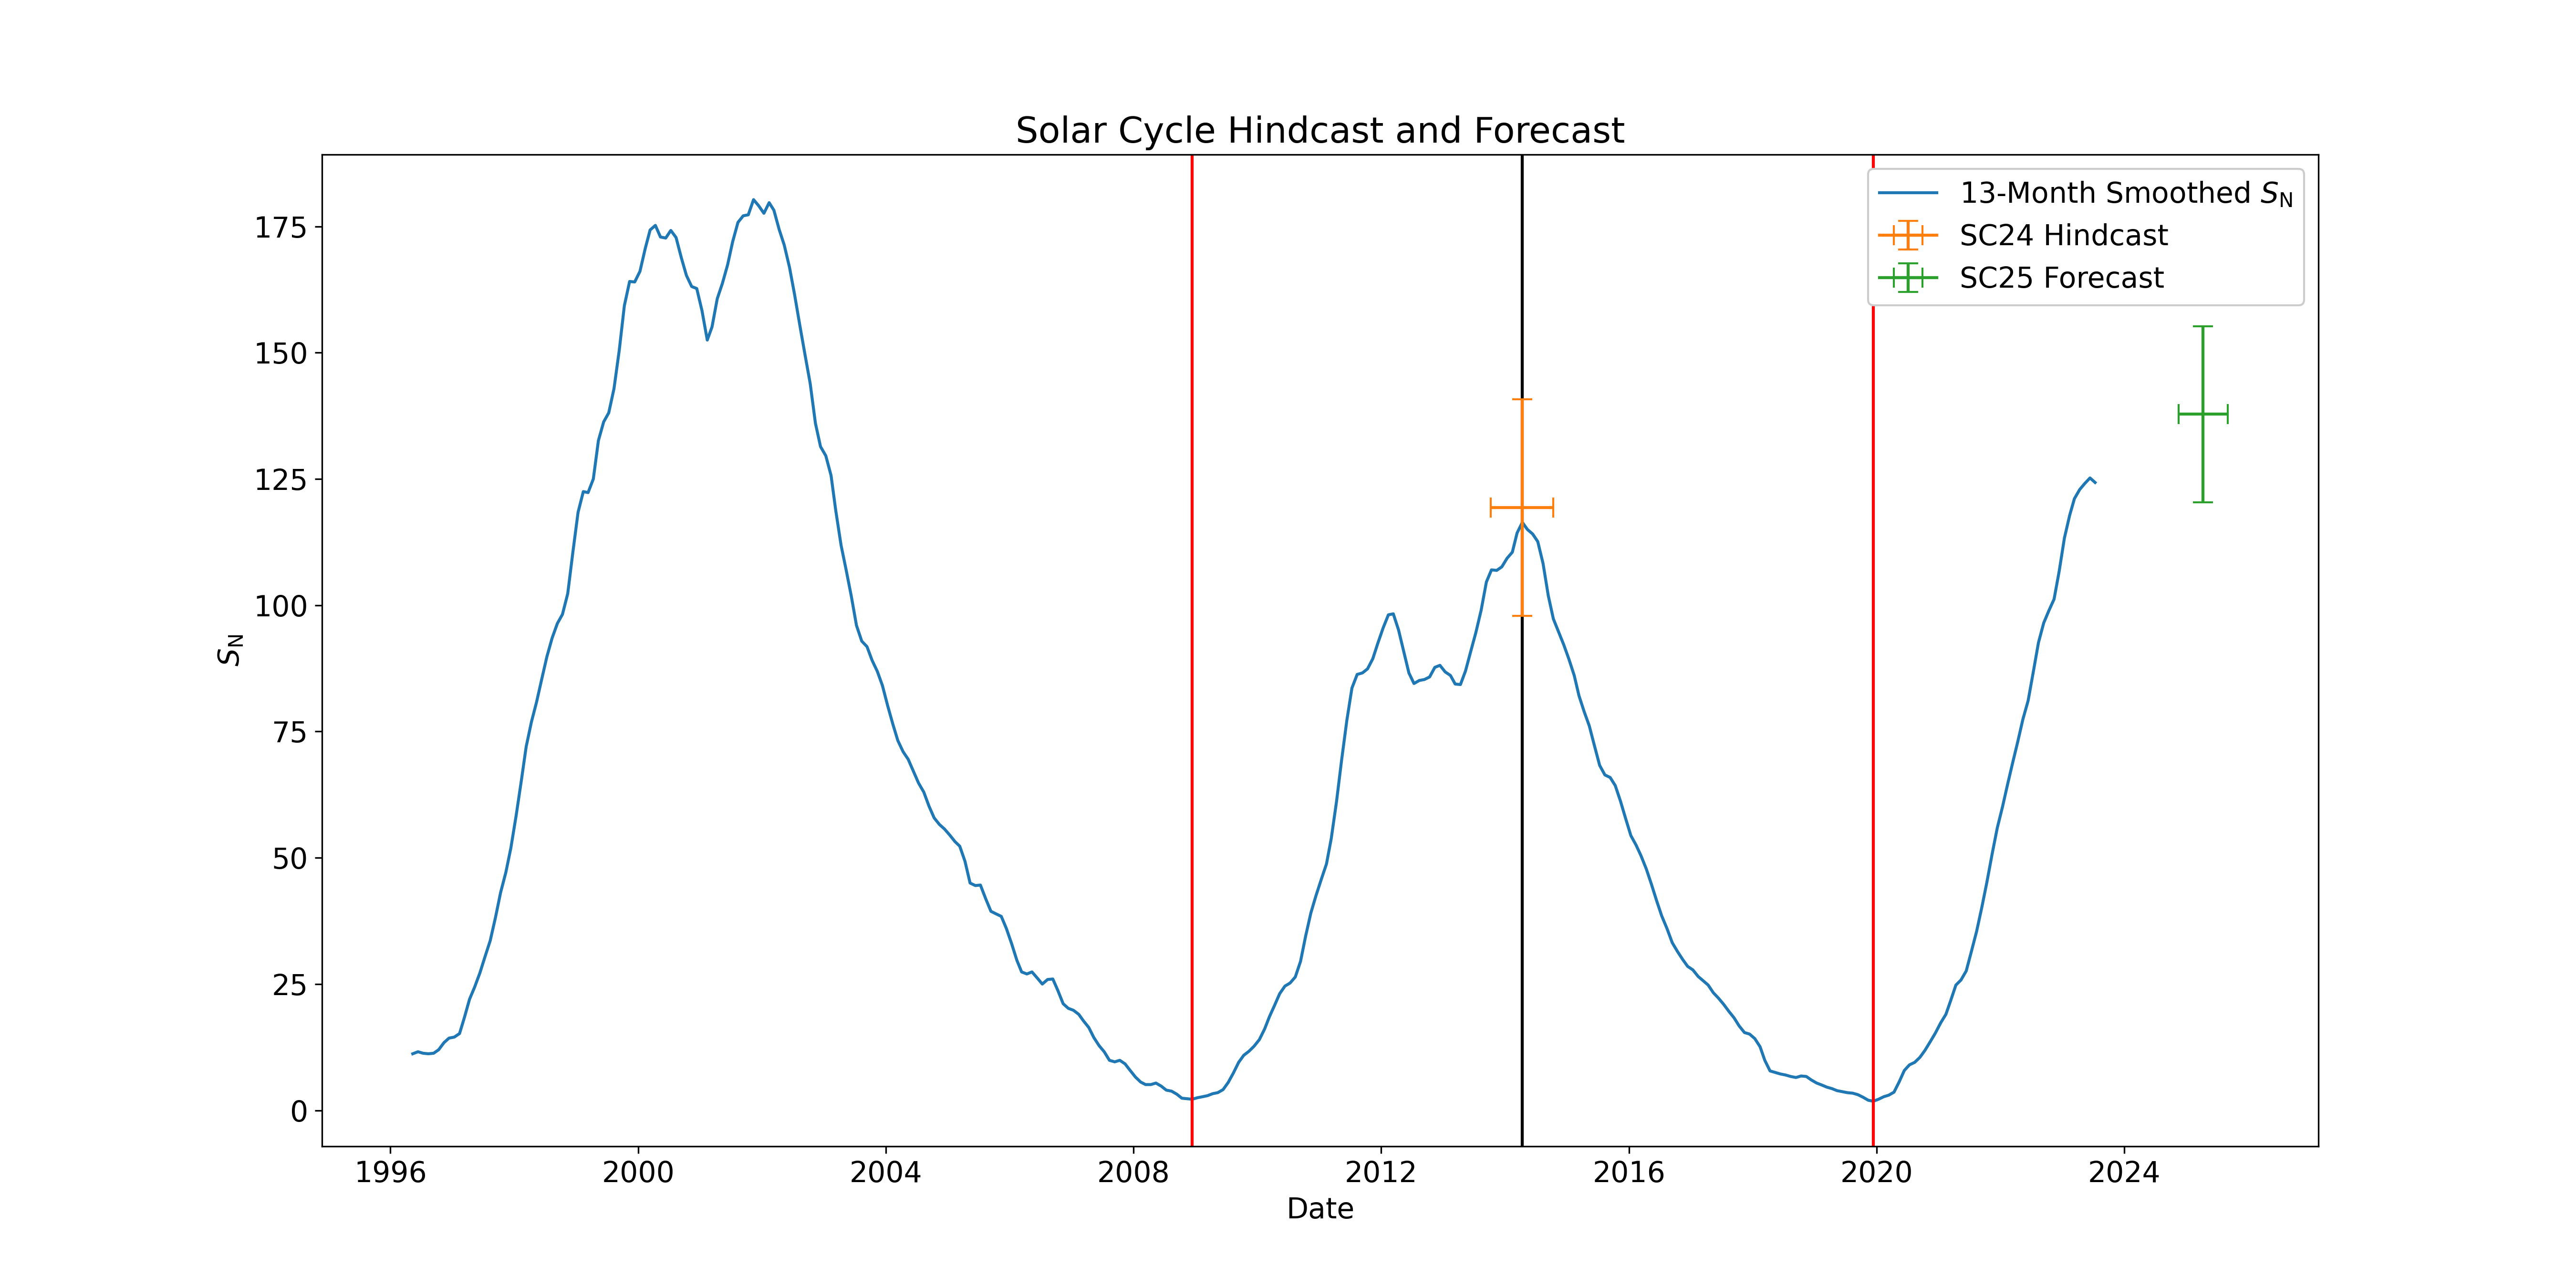 Solar Cycle Hindcast and Forecast
13-Month Smoothed S_N
SC24 Hindcast
SC25 Forecast
175
150
125
100
75
50
25
0
S_N
1996 2000 2004 2008 2012 2016 2020 2024
Date